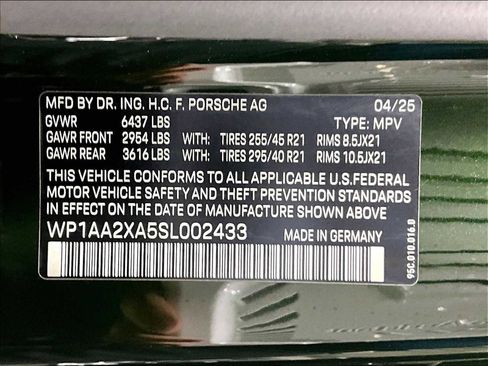 MFD BY DR. ING. H.C. F. PORSCHE AG 04/25
GVWR 6437 LBS TYPE: MPV
GAWR FRONT 2954 LBS WITH: TIRES 255/45 R21 RIMS 8.5JX21
GAWR REAR 3616 LBS WITH: TIRES 295/40 R21 RIMS 10.5JX21
THIS VEHICLE CONFORMS TO ALL APPLICABLE U.S.FEDERAL
MOTOR VEHICLE SAFETY AND THEFT PREVENTION STANDARDS
IN EFFECT ON THE DATE OF MANUFACTURE SHOWN ABOVE
WP1AA2XA5SL002433 MADE IN GERMANY
95C.010.016.D